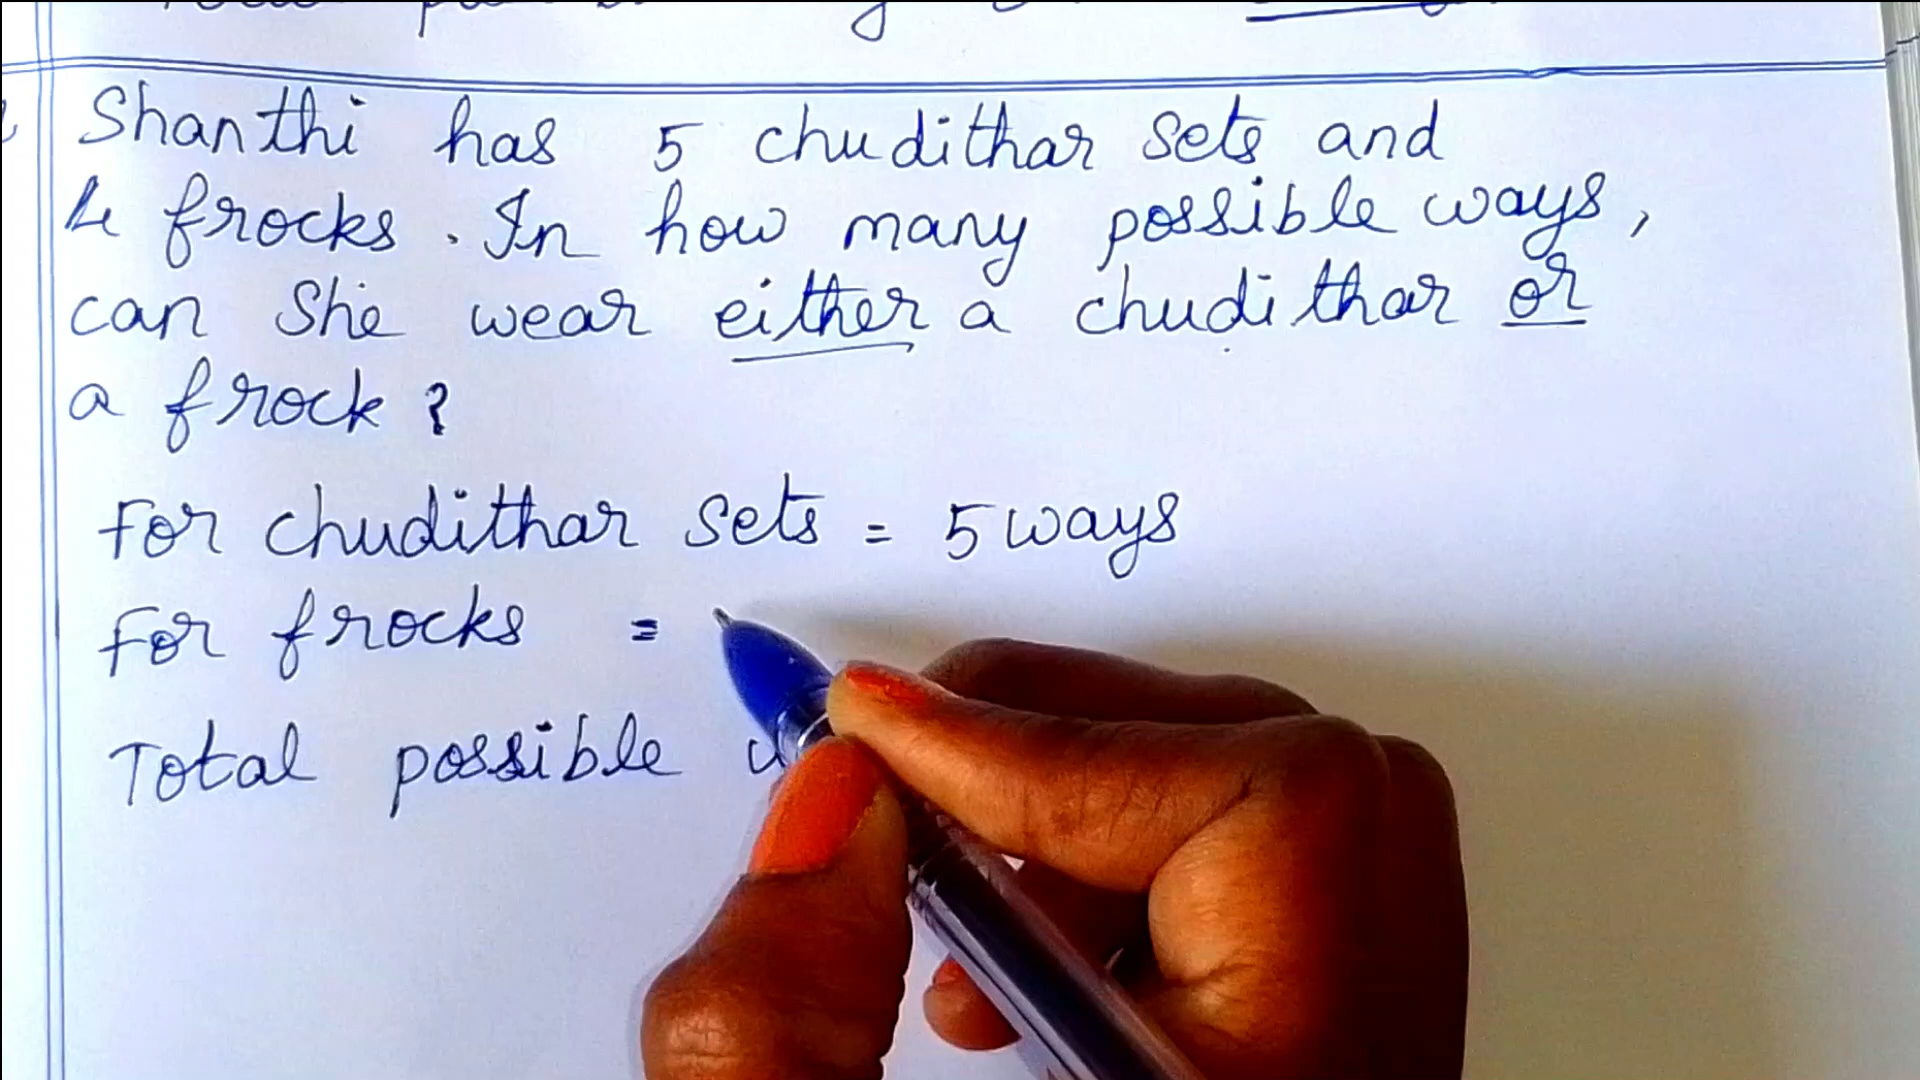 Shanthi has 5 chudithar sets and
4 frocks. In how many possible ways,
can she wear either a chudithar or
a frock?
For chudithar sets = 5 ways
For frocks =
Total possible